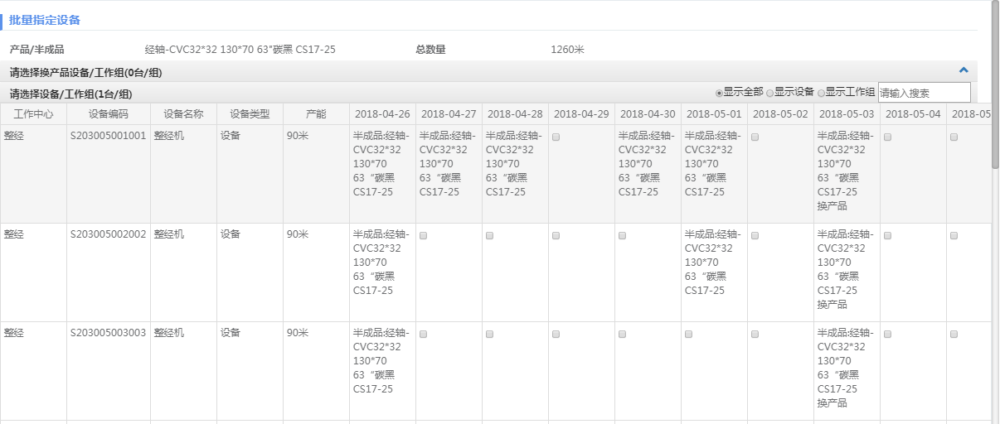 批量指定设备
产品/半成品 经轴-CVC32*32 130*70 63"碳黑 CS17-25 总数量 1260米
请选择换产品设备/工作组(0台/组)
请选择设备/工作组(1台/组) 显示全部 显示设备 显示工作组 请输入搜索
工作中心 设备编码 设备名称 设备类型 产能 2018-04-26 2018-04-27 2018-04-28 2018-04-29 2018-04-30 2018-05-01 2018-05-02 2018-05-03 2018-05-04 2018-05
整经 S203005001001 整经机 设备 90米 半成品:经轴- 半成品:经轴- 半成品:经轴- 半成品:经轴- 半成品:经轴- 半成品:经轴-
CVC32*32 CVC32*32 CVC32*32 CVC32*32 CVC32*32 CVC32*32
130*70 130*70 130*70 130*70 130*70 130*70
63“碳黑 63“碳黑 63“碳黑 63“碳黑 63“碳黑 63“碳黑
CS17-25 CS17-25 CS17-25 CS17-25 CS17-25 CS17-25
换产品
整经 S203005002002 整经机 设备 90米 半成品:经轴- 半成品:经轴- 半成品:经轴-
CVC32*32 CVC32*32 CVC32*32
130*70 130*70 130*70
63“碳黑 63“碳黑 63“碳黑
CS17-25 CS17-25 CS17-25
换产品
整经 S203005003003 整经机 设备 90米 半成品:经轴- 半成品:经轴-
CVC32*32 CVC32*32
130*70 130*70
63“碳黑 63“碳黑
CS17-25 CS17-25
换产品